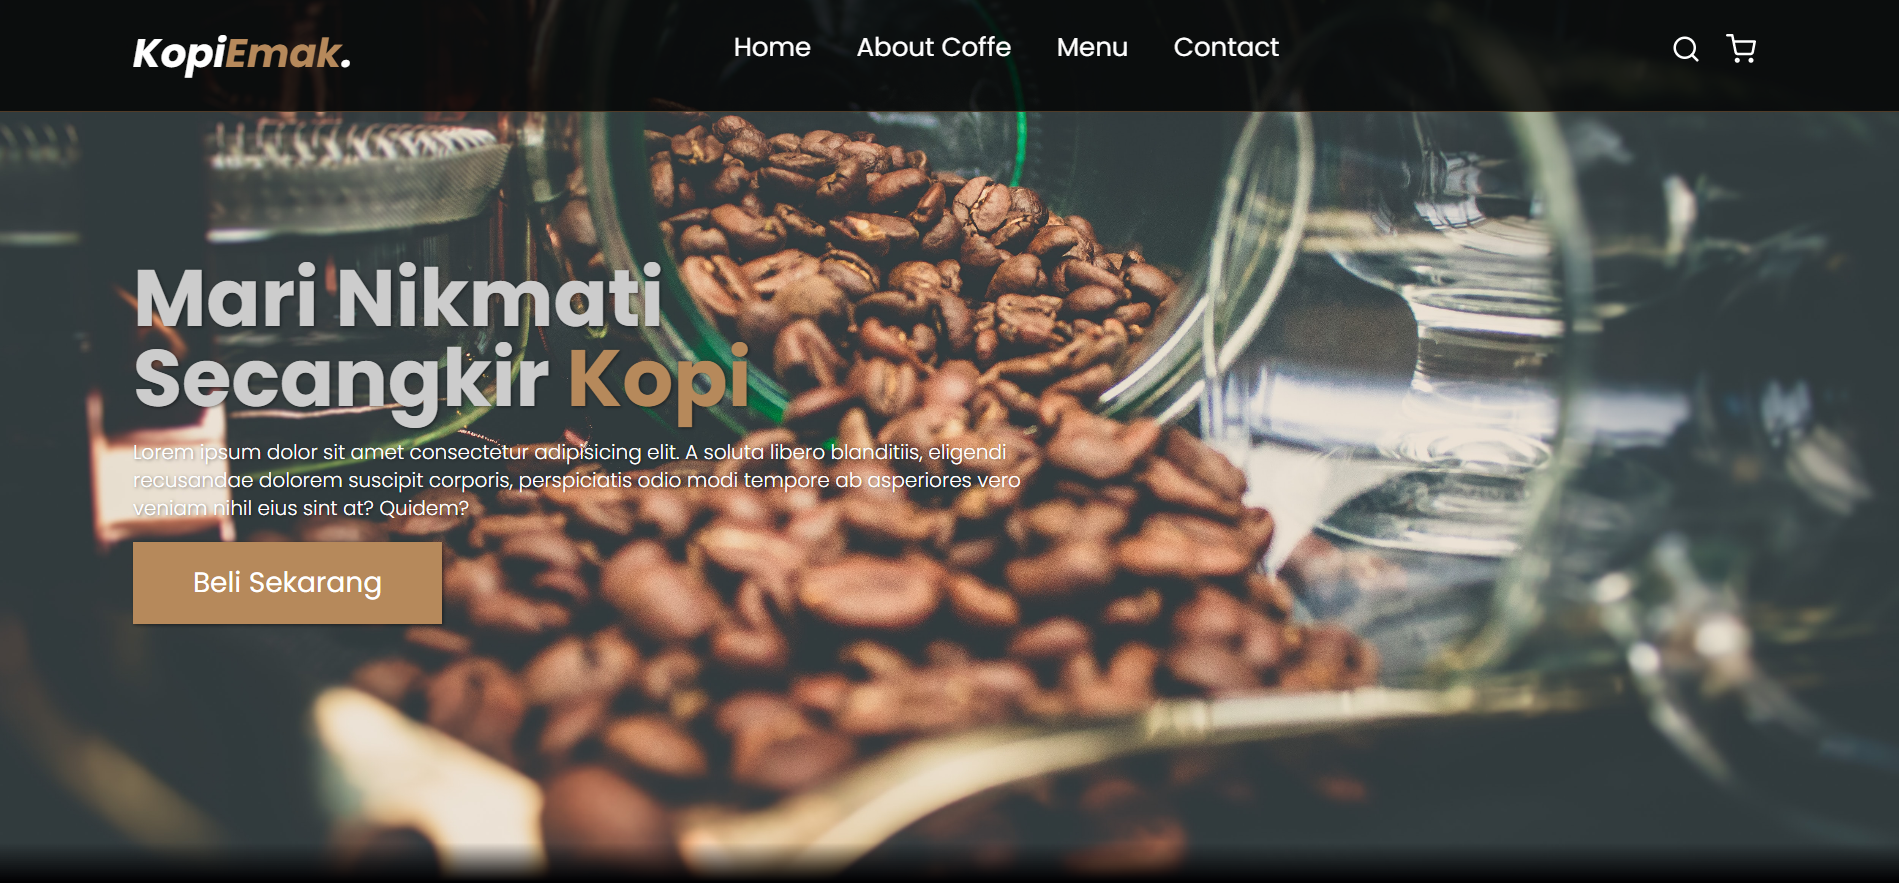 KopiEmak.
Home About Coffe Menu Contact
Mari Nikmati
Secangkir Kopi
Lorem ipsum dolor sit amet consectetur adipisicing elit. A soluta libero blanditiis, eligendi
recusandae dolorem suscipit corporis, perspiciatis odio modi tempore ab asperiores vero
veniam nihil eius sint at? Quidem?
Beli Sekarang